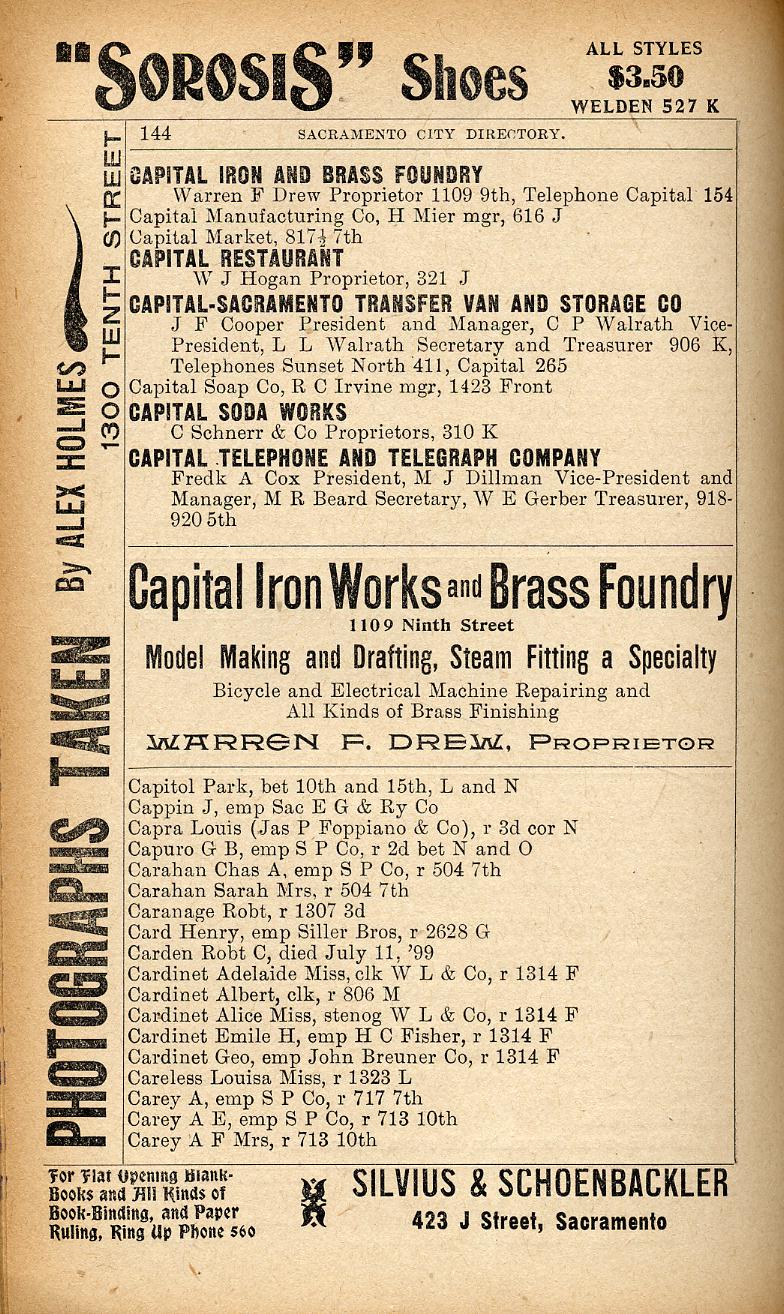 "SOROSIS" Shoes
ALL STYLES
$3.50
WELDEN 527 K
144 SACRAMENTO CITY DIRECTORY.
CAPITAL IRON AND BRASS FOUNDRY
Warren F Drew Proprietor 1109 9th, Telephone Capital 154
Capital Manufacturing Co, H Mier mgr, 616 J
Capital Market, 817½ 7th
CAPITAL RESTAURANT
W J Hogan Proprietor, 321 J
CAPITAL-SACRAMENTO TRANSFER VAN AND STORAGE CO
J F Cooper President and Manager, C P Walrath Vice-
President, L L Walrath Secretary and Treasurer 906 K,
Telephones Sunset North 411, Capital 265
Capital Soap Co, R C Irvine mgr, 1423 Front
CAPITAL SODA WORKS
C Schnerr & Co Proprietors, 310 K
CAPITAL TELEPHONE AND TELEGRAPH COMPANY
Fredk A Cox President, M J Dillman Vice-President and
Manager, M R Beard Secretary, W E Gerber Treasurer, 918-
920 5th
Capital Iron Works and Brass Foundry
1109 Ninth Street
Model Making and Drafting, Steam Fitting a Specialty
Bicycle and Electrical Machine Repairing and
All Kinds of Brass Finishing
WARREN F. DREW, PROPRIETOR
Capitol Park, bet 10th and 15th, L and N
Cappin J, emp Sac E G & Ry Co
Capra Louis (Jas P Foppiano & Co), r 3d cor N
Capuro G B, emp S P Co, r 2d bet N and O
Carahan Chas A, emp S P Co, r 504 7th
Carahan Sarah Mrs, r 504 7th
Caranage Robt, r 1307 3d
Card Henry, emp Siller Bros, r 2628 G
Carden Robt C, died July 11, '99
Cardinet Adelaide Miss, clk W L & Co, r 1314 F
Cardinet Albert, clk, r 806 M
Cardinet Alice Miss, stenog W L & Co, r 1314 F
Cardinet Emile H, emp H C Fisher, r 1314 F
Cardinet Geo, emp John Breuner Co, r 1314 F
Careless Louisa Miss, r 1323 L
Carey A, emp S P Co, r 717 7th
Carey A E, emp S P Co, r 713 10th
Carey A F Mrs, r 713 10th
PHOTOGRAPHS TAKEN By ALEX HOLMES
1300 TENTH STREET
For Flat Opening Blank-
Books and All Kinds of
Book-Binding, and Paper
Ruling, Ring Up Phone 560
SILVIUS & SCHOENBACKLER
423 J Street, Sacramento